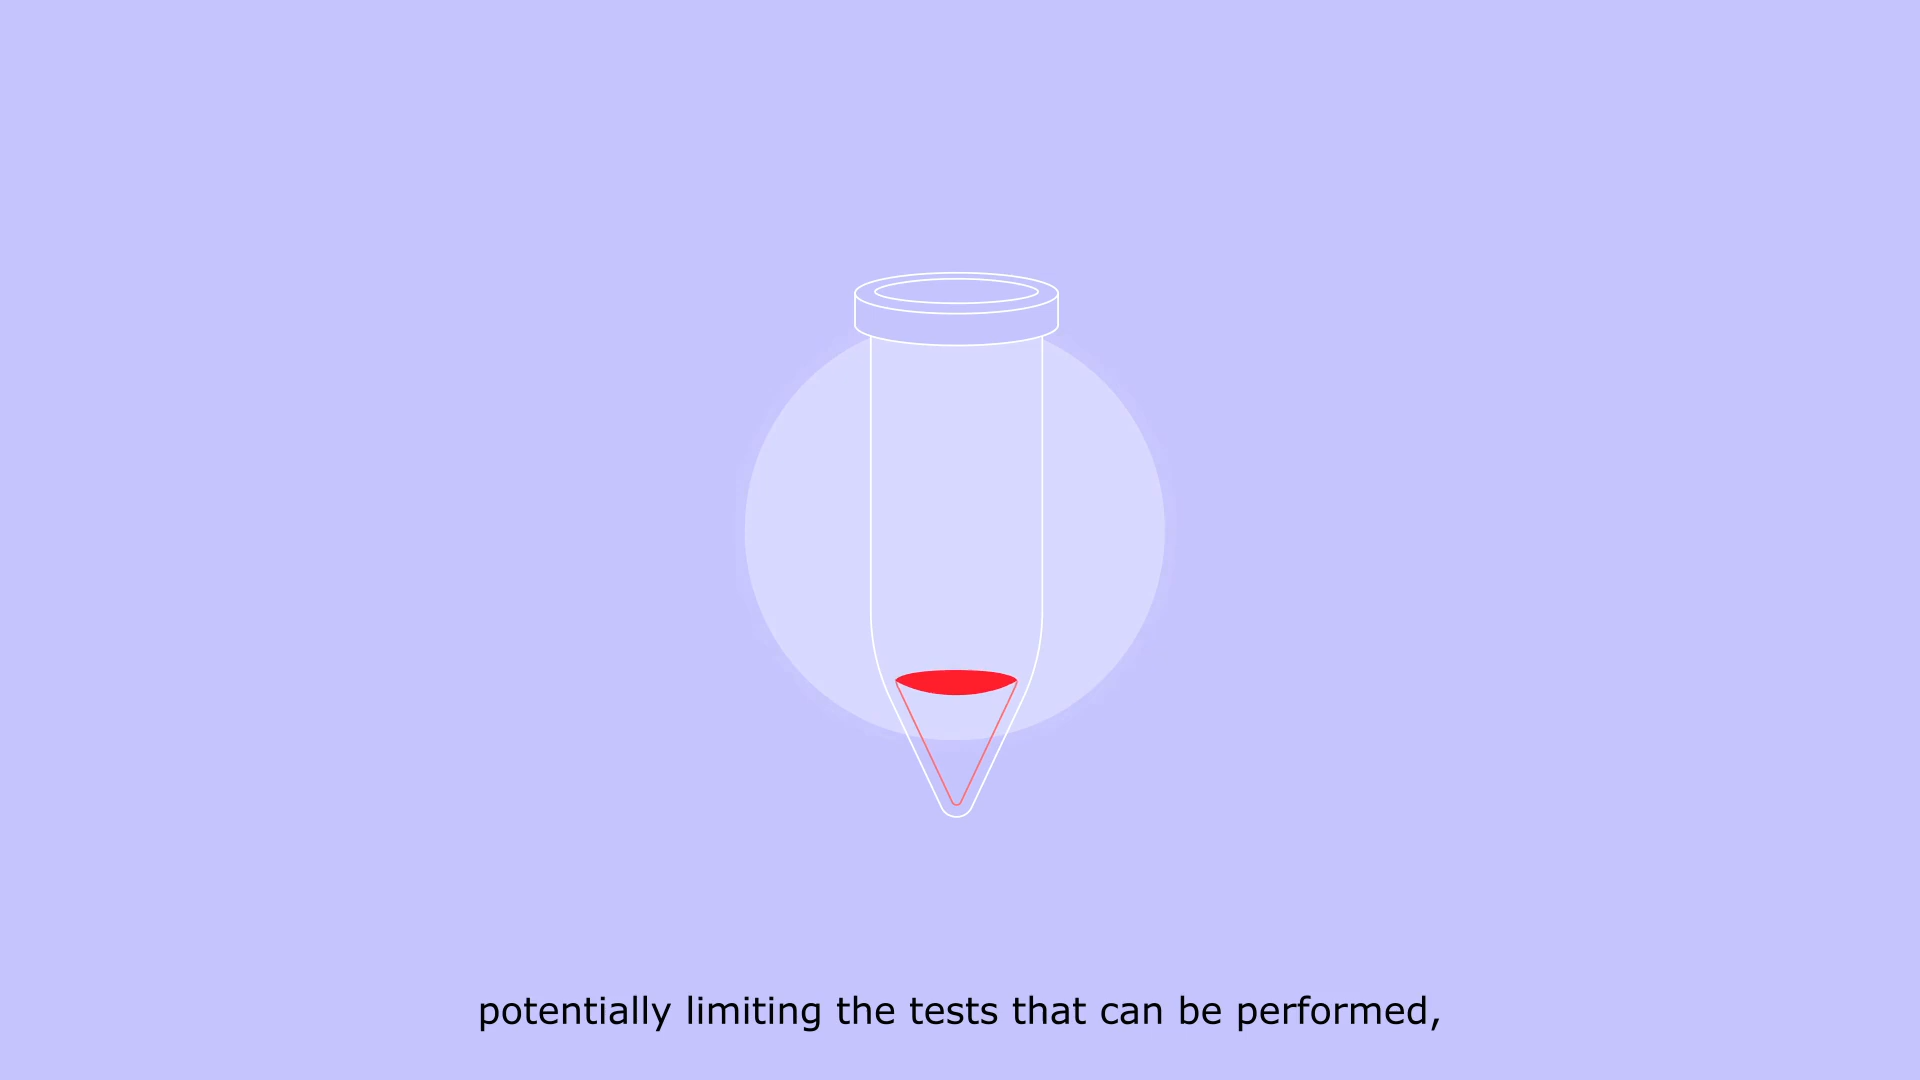 potentially limiting the tests that can be performed,